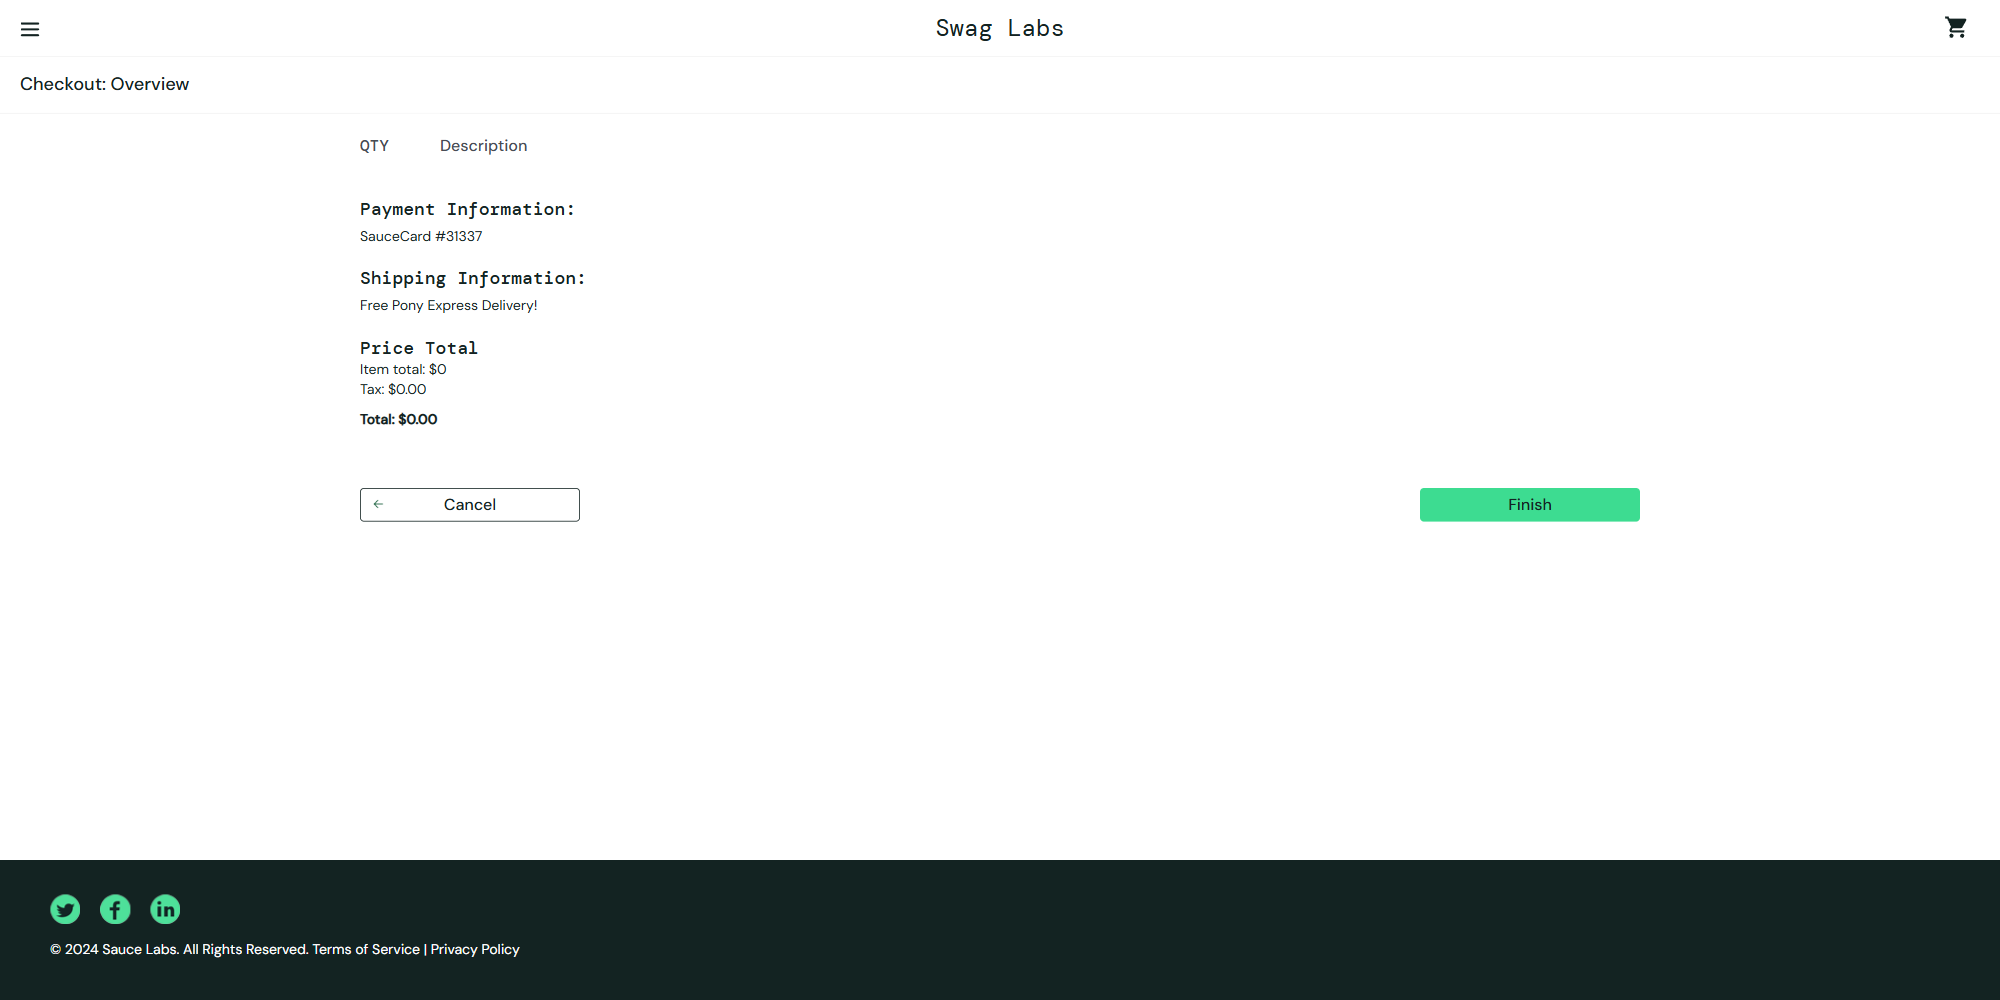 Swag Labs
Checkout: Overview
QTY Description
Payment Information:
SauceCard #31337
Shipping Information:
Free Pony Express Delivery!
Price Total
Item total: $0
Tax: $0.00
Total: $0.00
Cancel Finish
© 2024 Sauce Labs. All Rights Reserved. Terms of Service | Privacy Policy